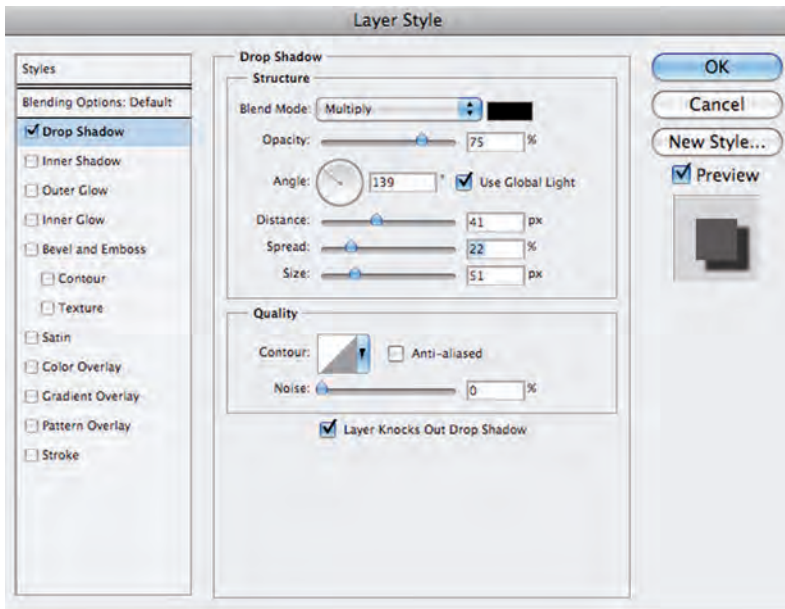 Layer Style
Styles
Blending Options: Default
Drop Shadow
Inner Shadow
Outer Glow
Inner Glow
Bevel and Emboss
Contour
Texture
Satin
Color Overlay
Gradient Overlay
Pattern Overlay
Stroke
Drop Shadow
Structure
Blend Mode: Multiply
Opacity: 75 %
Angle: 139 ° Use Global Light
Distance: 41 px
Spread: 22 %
Size: 51 px
Quality
Contour: Anti-aliased
Noise: 0 %
Layer Knocks Out Drop Shadow
OK
Cancel
New Style...
Preview